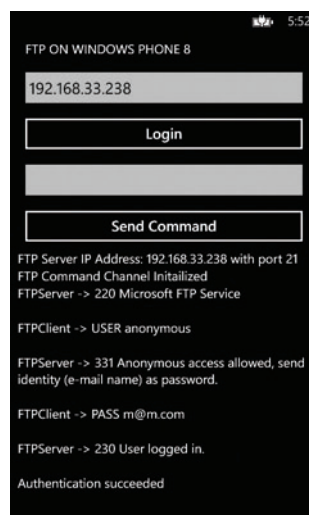 5:52
FTP ON WINDOWS PHONE 8
192.168.33.238
Login
Send Command
FTP Server IP Address: 192.168.33.238 with port 21
FTP Command Channel Initailized
FTPServer -> 220 Microsoft FTP Service
FTPClient -> USER anonymous
FTPServer -> 331 Anonymous access allowed, send
identity (e-mail name) as password.
FTPClient -> PASS m@m.com
FTPServer -> 230 User logged in.
Authentication succeeded